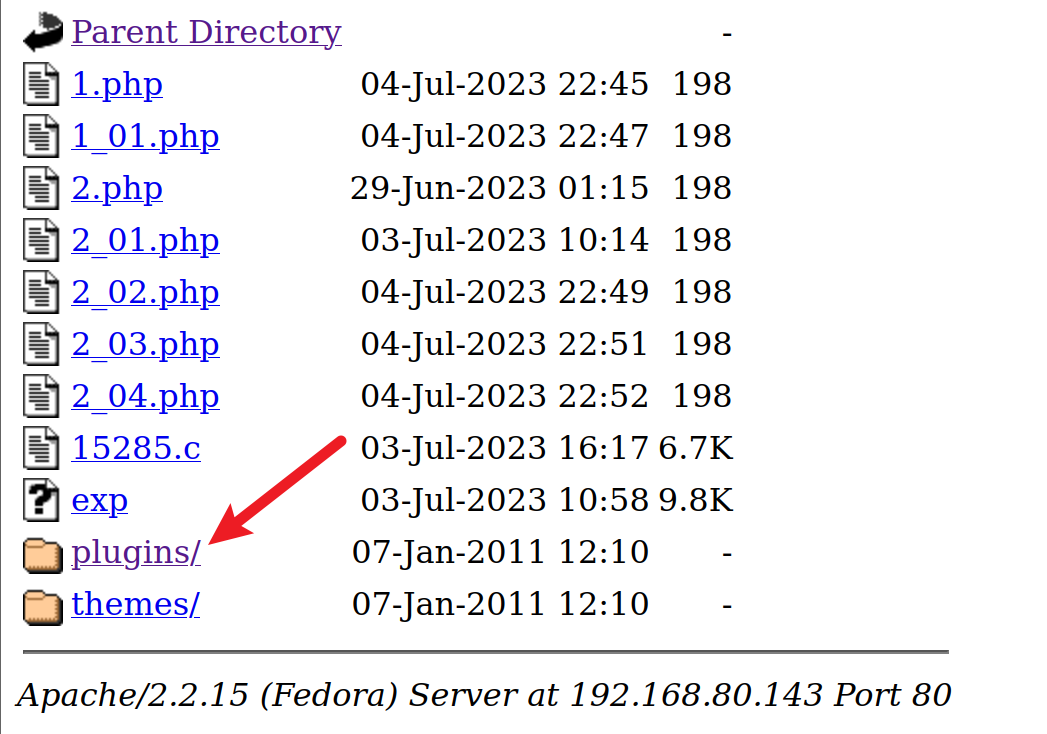 Parent Directory -
1.php 04-Jul-2023 22:45 198
1_01.php 04-Jul-2023 22:47 198
2.php 29-Jun-2023 01:15 198
2_01.php 03-Jul-2023 10:14 198
2_02.php 04-Jul-2023 22:49 198
2_03.php 04-Jul-2023 22:51 198
2_04.php 04-Jul-2023 22:52 198
15285.c 03-Jul-2023 16:17 6.7K
exp 03-Jul-2023 10:58 9.8K
plugins/ 07-Jan-2011 12:10 -
themes/ 07-Jan-2011 12:10 -
Apache/2.2.15 (Fedora) Server at 192.168.80.143 Port 80